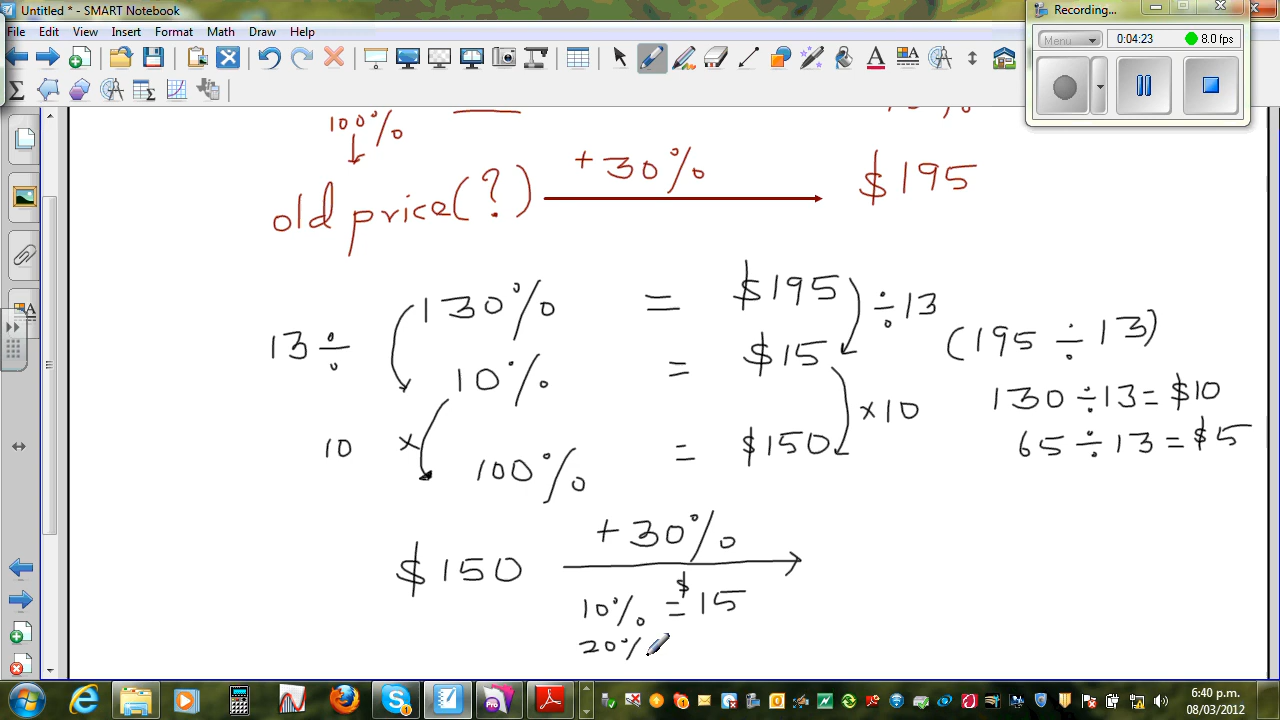 Untitled * - SMART Notebook
File Edit View Insert Format Math Draw Help
Recording...
Menu
0:04:23
8.0 fps
100%
old price(?)
+30%
$195
130% = $195
÷13
13÷
(195 ÷ 13)
10% = $15
130 ÷13 = $10
×10
10 ×
65 ÷ 13 = $5
100% = $150
$150
+30%
10% = $15
20%
6:40 p.m.
08/03/2012